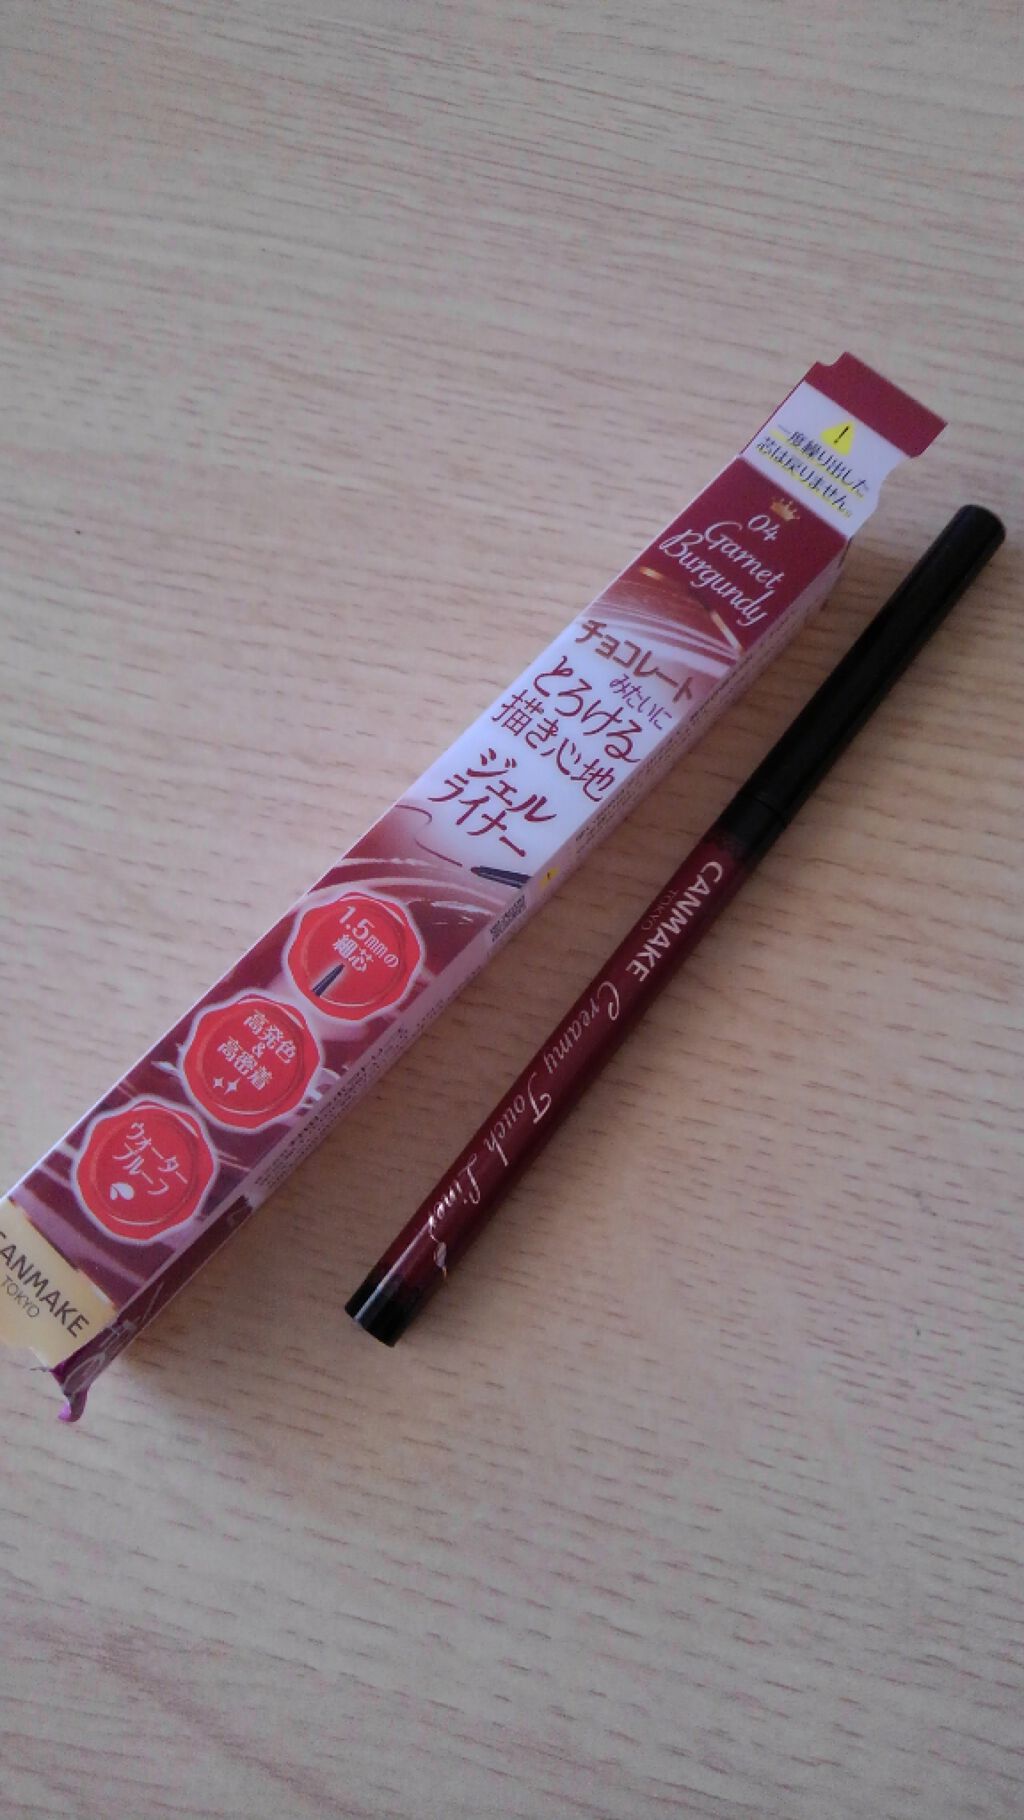 一度繰り出した
芯は戻りません。
04
Garnet
Burgundy
チョコレート
みたいに
とろける
描き心地
ジェル
ライナー
1.5mmの
細芯
高発色
&
高密着
ウォーター
プルーフ
CANMAKE
TOKYO
CANMAKE
TOKYO
Creamy Touch Liner